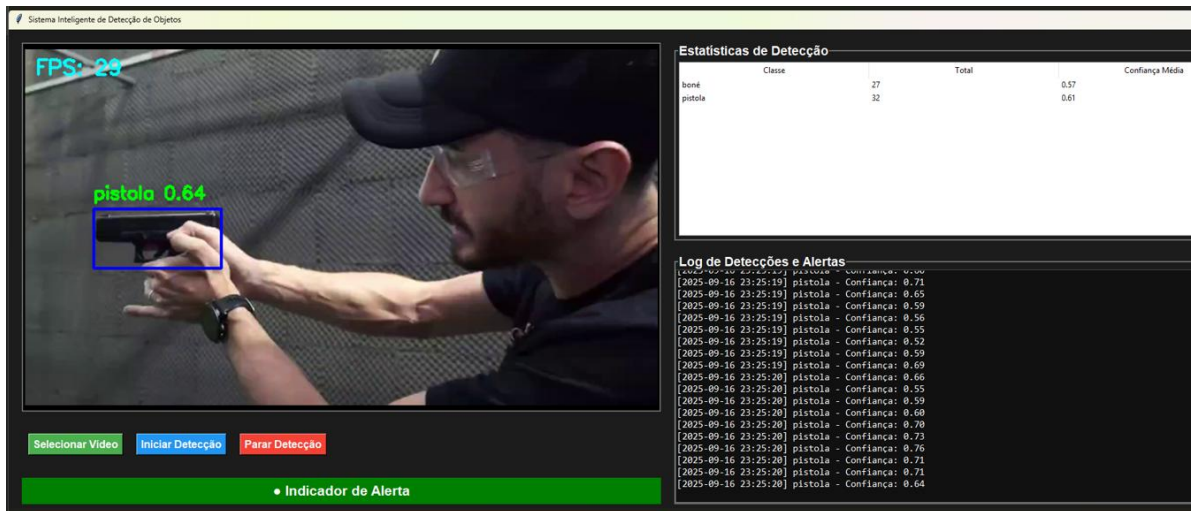 Sistema Inteligente de Detecção de Objetos
FPS: 29
pistola 0.64
Selecionar Vídeo Iniciar Detecção Parar Detecção
● Indicador de Alerta
Estatísticas de Detecção
Classe Total Confiança Média
boné 27 0.57
pistola 32 0.61
Log de Detecções e Alertas
[2025-09-16 23:25:19] pistola - Confiança: 0.60
[2025-09-16 23:25:19] pistola - Confiança: 0.71
[2025-09-16 23:25:19] pistola - Confiança: 0.65
[2025-09-16 23:25:19] pistola - Confiança: 0.59
[2025-09-16 23:25:19] pistola - Confiança: 0.56
[2025-09-16 23:25:19] pistola - Confiança: 0.55
[2025-09-16 23:25:19] pistola - Confiança: 0.52
[2025-09-16 23:25:19] pistola - Confiança: 0.59
[2025-09-16 23:25:19] pistola - Confiança: 0.69
[2025-09-16 23:25:20] pistola - Confiança: 0.66
[2025-09-16 23:25:20] pistola - Confiança: 0.55
[2025-09-16 23:25:20] pistola - Confiança: 0.59
[2025-09-16 23:25:20] pistola - Confiança: 0.60
[2025-09-16 23:25:20] pistola - Confiança: 0.70
[2025-09-16 23:25:20] pistola - Confiança: 0.73
[2025-09-16 23:25:20] pistola - Confiança: 0.76
[2025-09-16 23:25:20] pistola - Confiança: 0.71
[2025-09-16 23:25:20] pistola - Confiança: 0.71
[2025-09-16 23:25:20] pistola - Confiança: 0.64